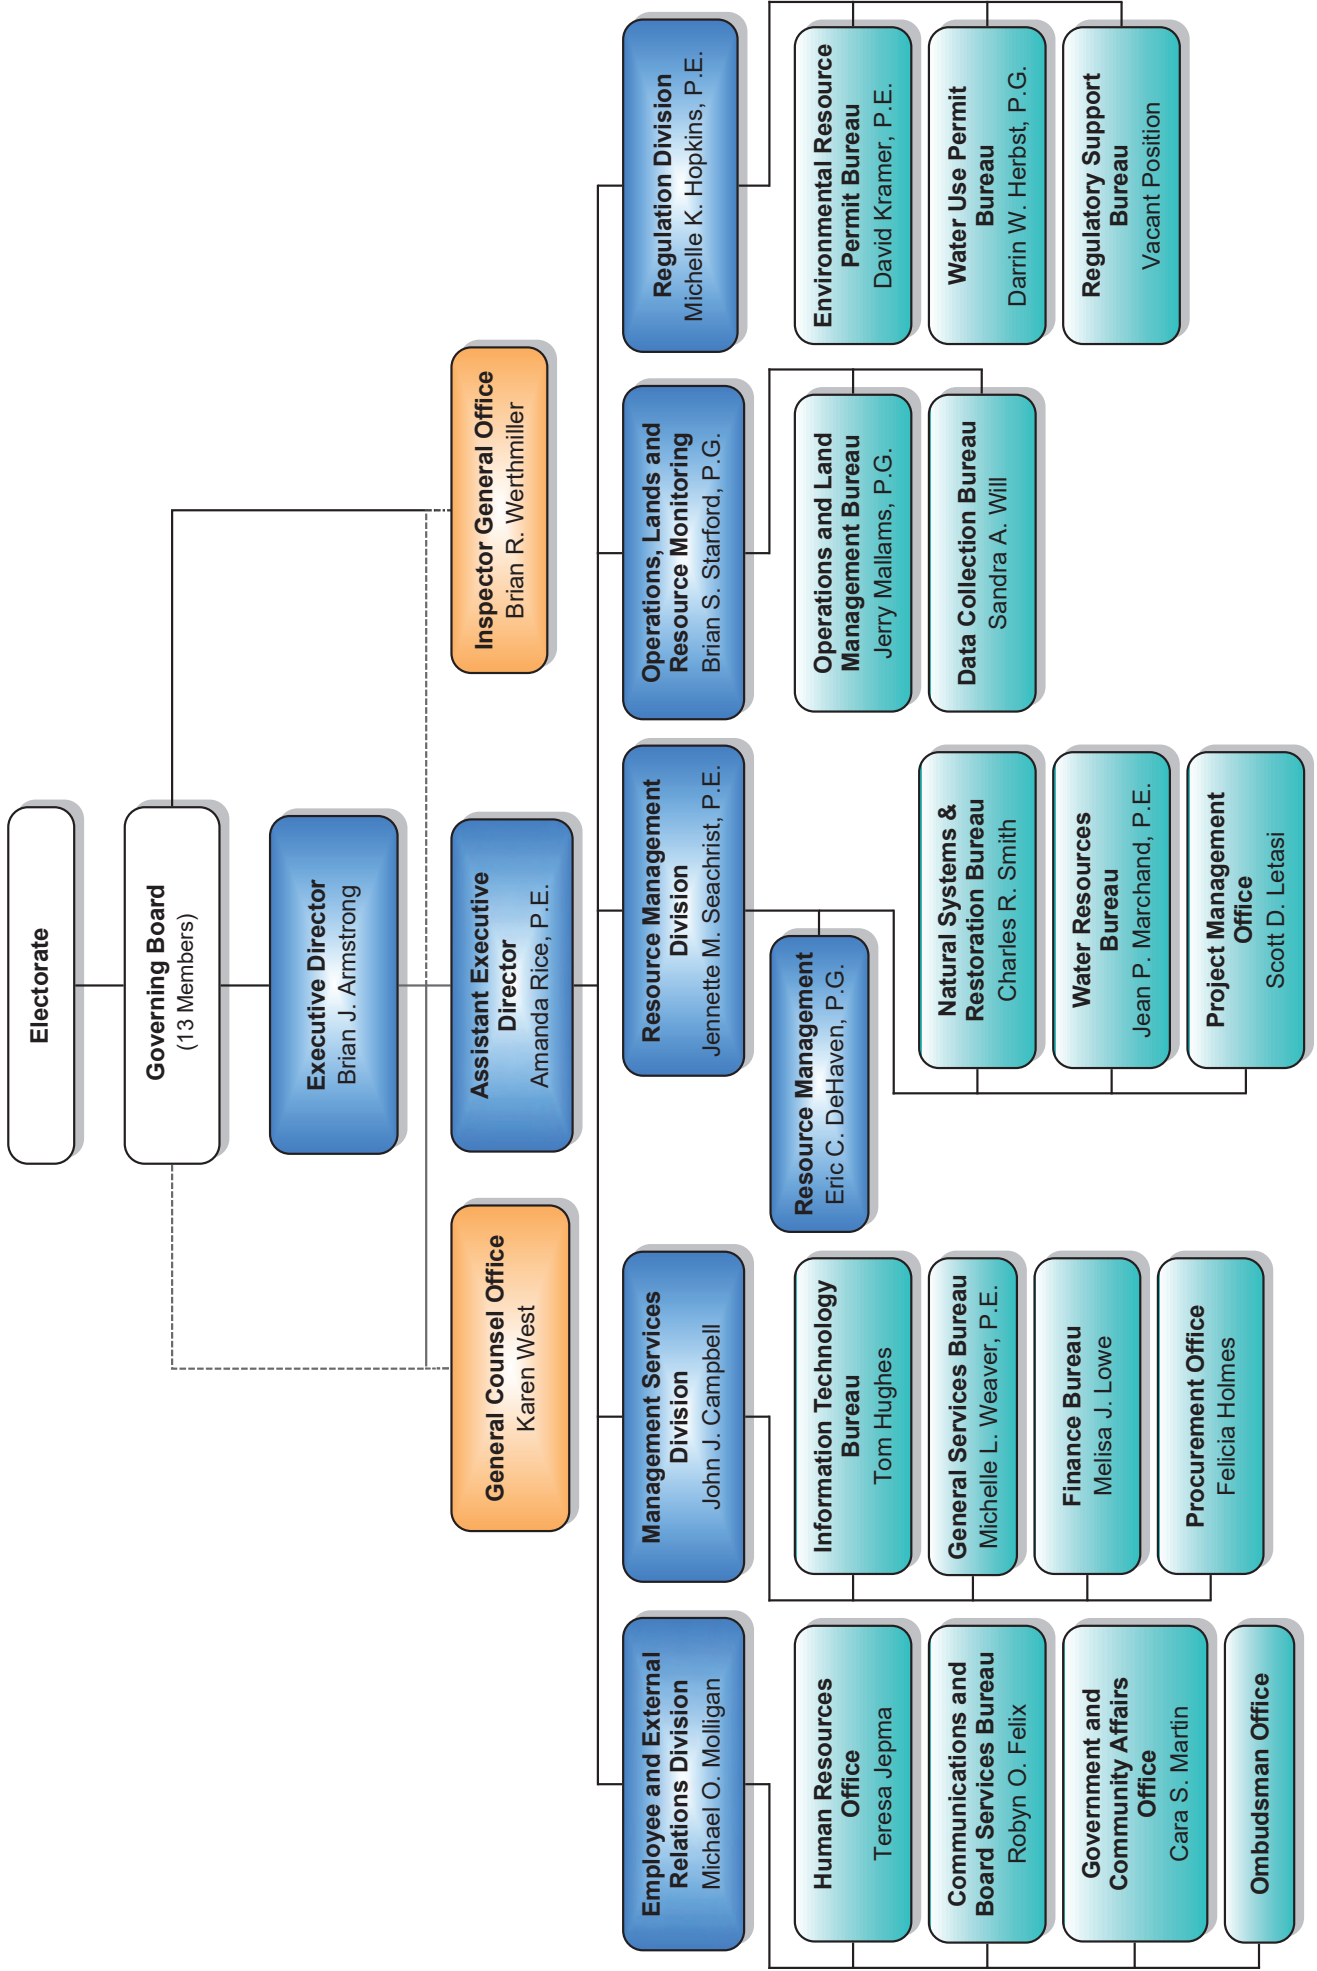 Electorate
Governing Board
(13 Members)
Executive Director
Brian J. Armstrong
General Counsel Office
Karen West
Assistant Executive
Director
Amanda Rice, P.E.
Inspector General Office
Brian R. Werthmiller
Employee and External
Relations Division
Michael O. Molligan
Human Resources
Office
Teresa Jepma
Communications and
Board Services Bureau
Robyn O. Felix
Government and
Community Affairs
Office
Cara S. Martin
Ombudsman Office
Management Services
Division
John J. Campbell
Information Technology
Bureau
Tom Hughes
General Services Bureau
Michelle L. Weaver, P.E.
Finance Bureau
Melisa J. Lowe
Procurement Office
Felicia Holmes
Resource Management
Division
Jennette M. Seachrist, P.E.
Resource Management
Eric C. DeHaven, P.G.
Natural Systems &
Restoration Bureau
Charles R. Smith
Water Resources
Bureau
Jean P. Marchand, P.E.
Project Management
Office
Scott D. Letasi
Operations, Lands and
Resource Monitoring
Brian S. Starford, P.G.
Operations and Land
Management Bureau
Jerry Mallams, P.G.
Data Collection Bureau
Sandra A. Will
Regulation Division
Michelle K. Hopkins, P.E.
Environmental Resource
Permit Bureau
David Kramer, P.E.
Water Use Permit
Bureau
Darrin W. Herbst, P.G.
Regulatory Support
Bureau
Vacant Position